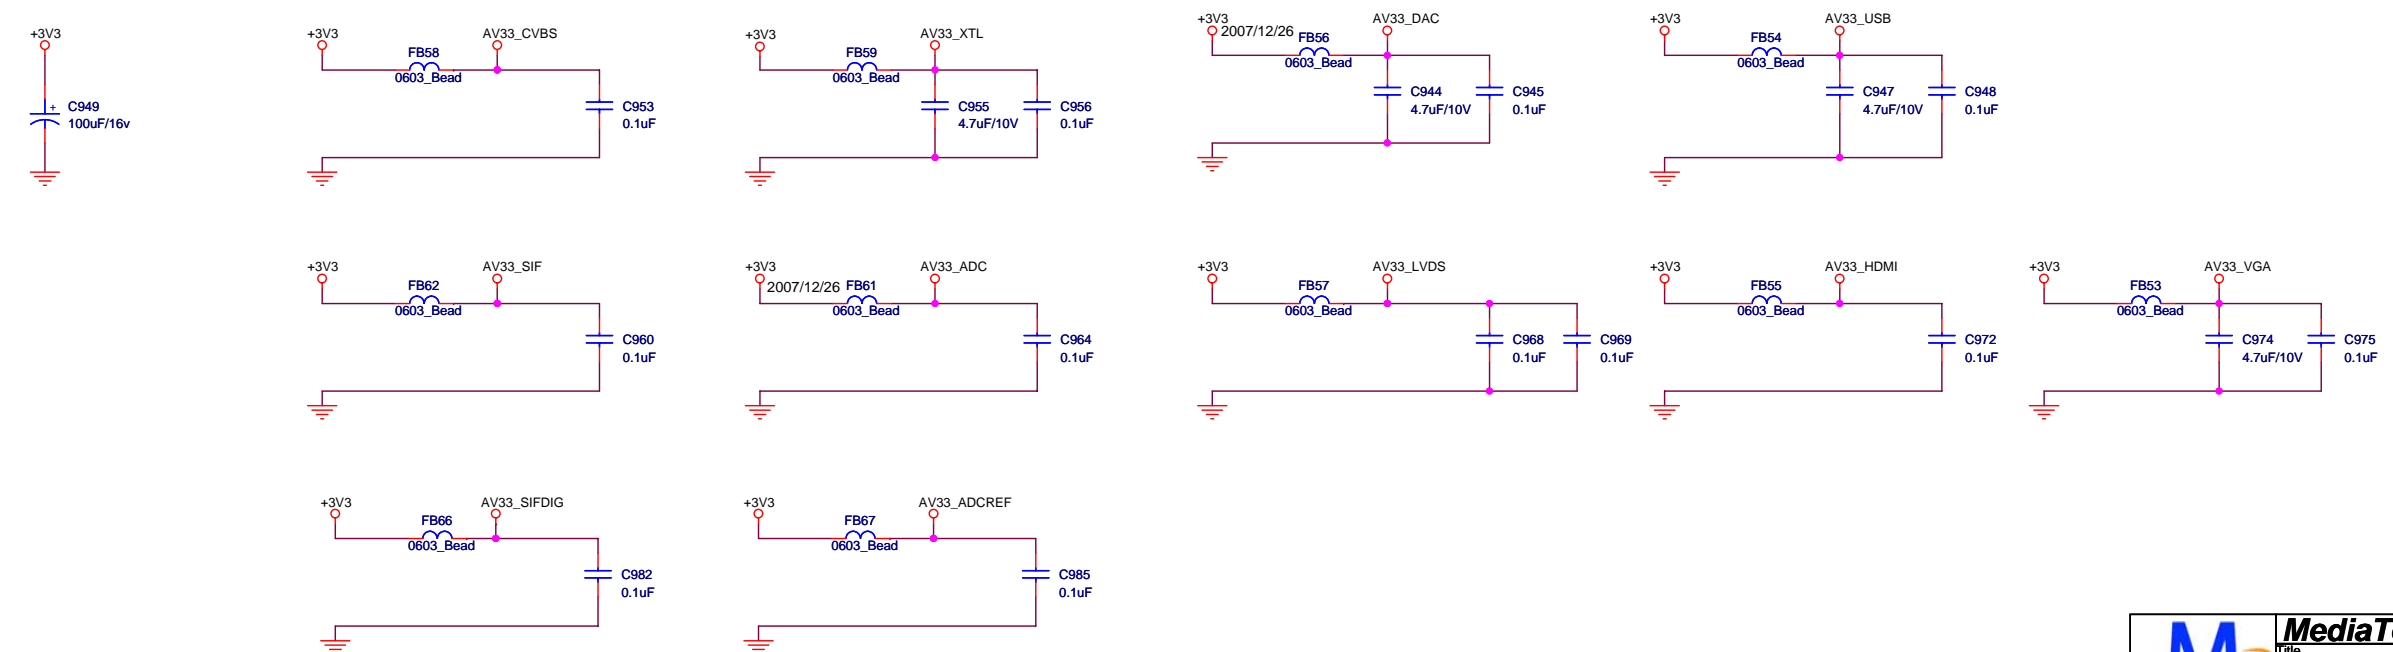 +3V3
C949
100uF/16v
+3V3
AV33_CVBS
FB58
0603_Bead
C953
0.1uF
+3V3
AV33_XTL
FB59
0603_Bead
C955
4.7uF/10V
C956
0.1uF
+3V3
2007/12/26
AV33_DAC
FB56
0603_Bead
C944
4.7uF/10V
C945
0.1uF
+3V3
AV33_USB
FB54
0603_Bead
C947
4.7uF/10V
C948
0.1uF
+3V3
AV33_SIF
FB62
0603_Bead
C960
0.1uF
+3V3
2007/12/26
AV33_ADC
FB61
0603_Bead
C964
0.1uF
+3V3
AV33_LVDS
FB57
0603_Bead
C968
0.1uF
C969
0.1uF
+3V3
AV33_HDMI
FB55
0603_Bead
C972
0.1uF
+3V3
AV33_VGA
FB53
0603_Bead
C974
4.7uF/10V
C975
0.1uF
+3V3
AV33_SIFDIG
FB66
0603_Bead
C982
0.1uF
+3V3
AV33_ADCREF
FB67
0603_Bead
C985
0.1uF
MediaT
Title